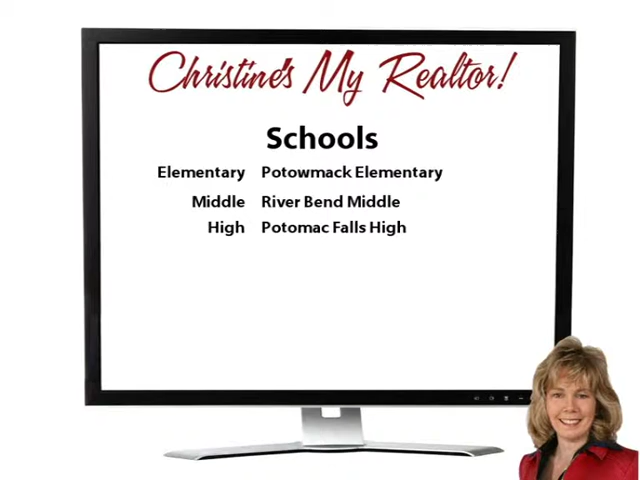 Christine's My Realtor!
Schools
Elementary Potowmack Elementary
Middle River Bend Middle
High Potomac Falls High